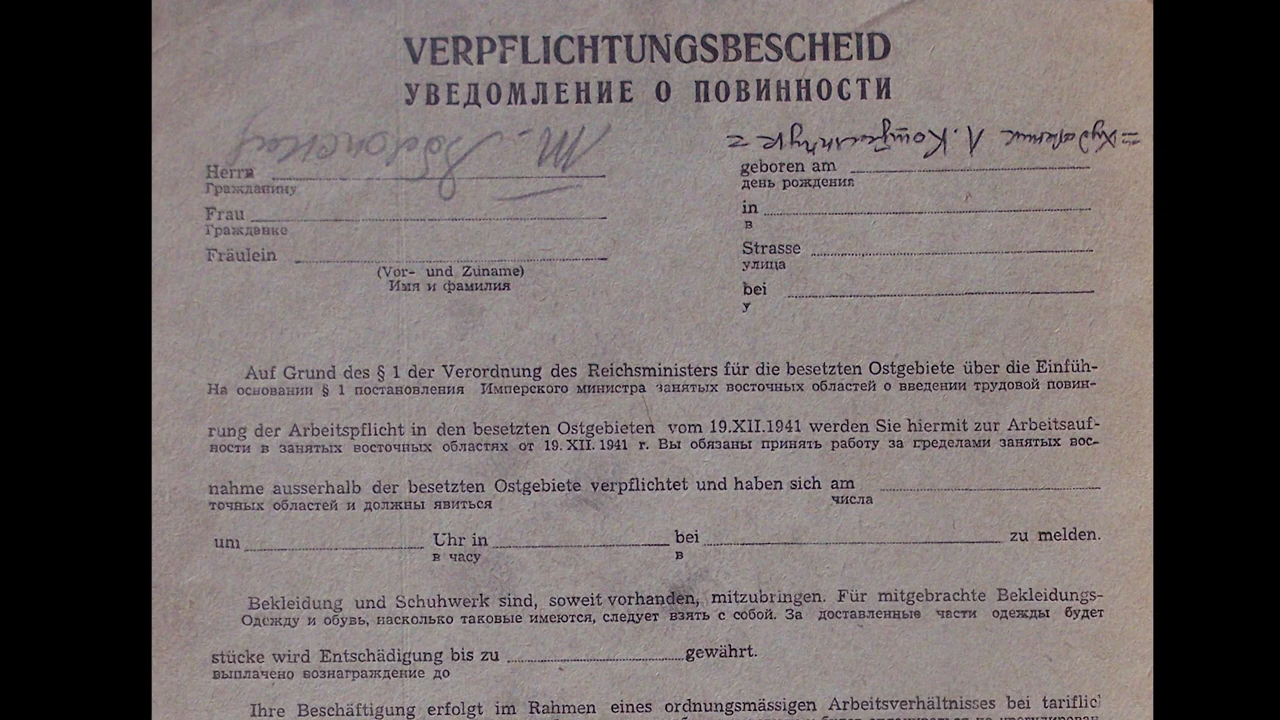 VERPFLICHTUNGSBESCHEID
УВЕДОМЛЕНИЕ О ПОВИННОСТИ
Herrn
Гражданину
Frau
Гражданке
Fräulein
(Vor- und Zuname)
Имя и фамилия
geboren am
день рождения
in
в
Strasse
улица
bei
у
Auf Grund des § 1 der Verordnung des Reichsministers für die besetzten Ostgebiete über die Einfüh-
На основании § 1 постановления Имперского министра занятых восточных областей о введении трудовой повин-
rung der Arbeitspflicht in den besetzten Ostgebieten vom 19.XII.1941 werden Sie hiermit zur Arbeitsauf-
ности в занятых восточных областях от 19.XII.1941 г. Вы обязаны принять работу за пределами занятых вос-
nahme ausserhalb der besetzten Ostgebiete verpflichtet und haben sich am
точных областей и должны явиться числа
um Uhr in bei zu melden.
в часу в
Bekleidung und Schuhwerk sind, soweit vorhanden, mitzubringen. Für mitgebrachte Bekleidungs-
Одежду и обувь, насколько таковые имеются, следует взять с собой. За доставленные части одежды будет
stücke wird Entschädigung bis zu gewährt.
выплачено вознаграждение до
Ihre Beschäftigung erfolgt im Rahmen eines ordnungsmässigen Arbeitsverhältnisses bei tariflic